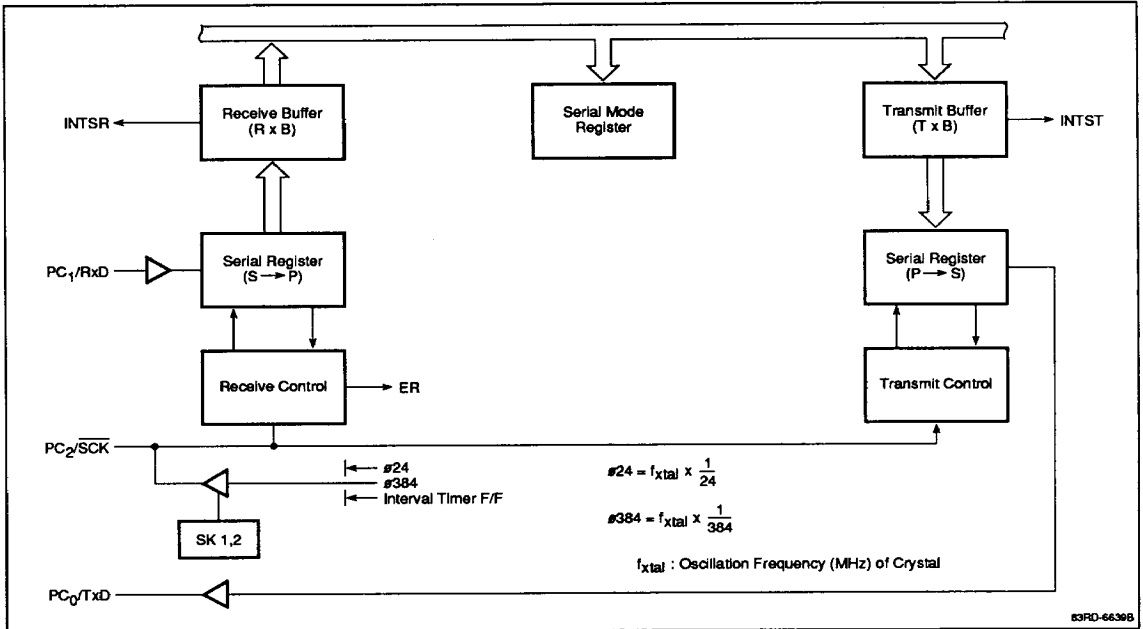 Receive Buffer
(R x B)
INTSR
Serial Mode
Register
Transmit Buffer
(T x B)
INTST
PC₁/RxD
Serial Register
(S → P)
Serial Register
(P → S)
Receive Control
ER
Transmit Control
PC₂/S̅C̅K̅
ø24
ø384
Interval Timer F/F
SK 1,2
ø24 = fxtal x 1/24
ø384 = fxtal x 1/384
fxtal : Oscillation Frequency (MHz) of Crystal
PC₀/TxD
83RD-6639B